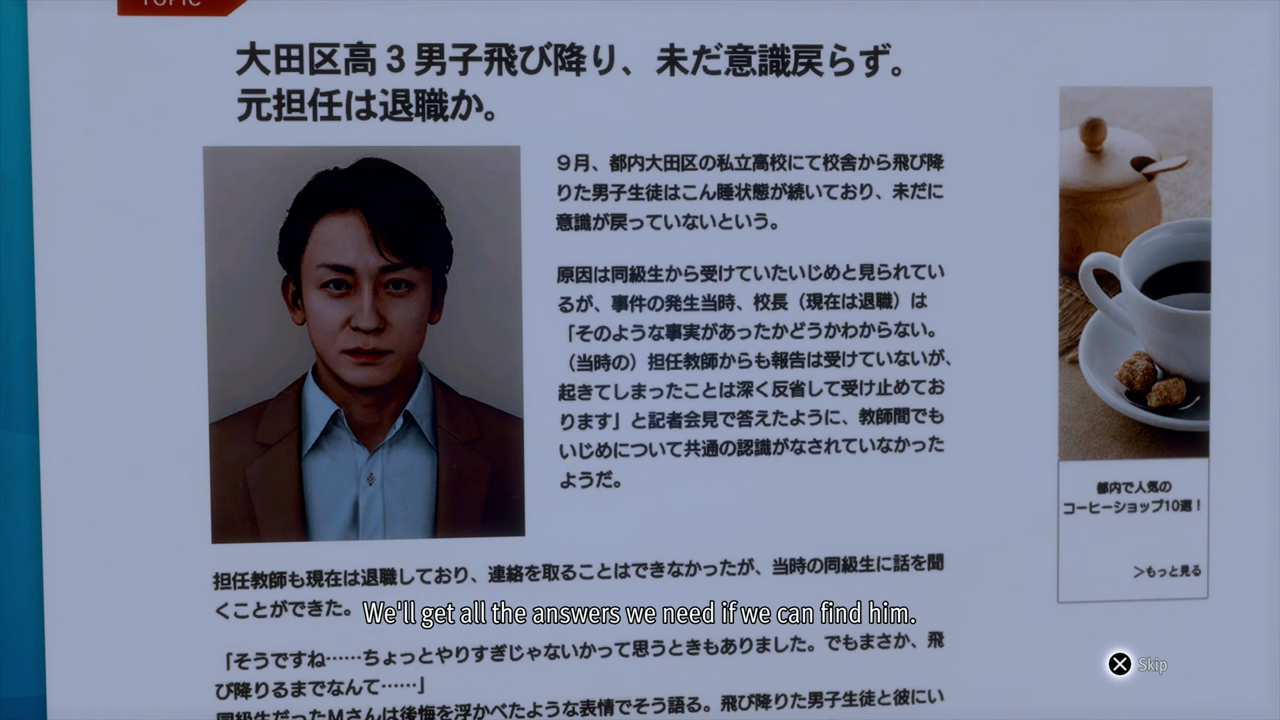 TOPIC
大田区高3男子飛び降り、未だ意識戻らず。
元担任は退職か。
9月、都内大田区の私立高校にて校舎から飛び降
りた男子生徒はこん睡状態が続いており、未だに
意識が戻っていないという。
原因は同級生から受けていたいじめと見られてい
るが、事件の発生当時、校長（現在は退職）は
「そのような事実があったかどうかわからない。
（当時の）担任教師からも報告は受けていないが、
起きてしまったことは深く反省して受け止めてお
ります」と記者会見で答えたように、教師間でも
いじめについて共通の認識がなされていなかった
ようだ。
担任教師も現在は退職しており、連絡を取ることはできなかったが、当時の同級生に話を聞
くことができた。
We'll get all the answers we need if we can find him.
「そうですね……ちょっとやりすぎじゃないかって思うときもありました。でもまさか、飛
び降りるまでなんて……」
同級生だったMさんは後悔を浮かべたような表情でそう語る。飛び降りた男子生徒と彼にい
都内で人気の
コーヒーショップ10選！
＞もっと見る
Skip